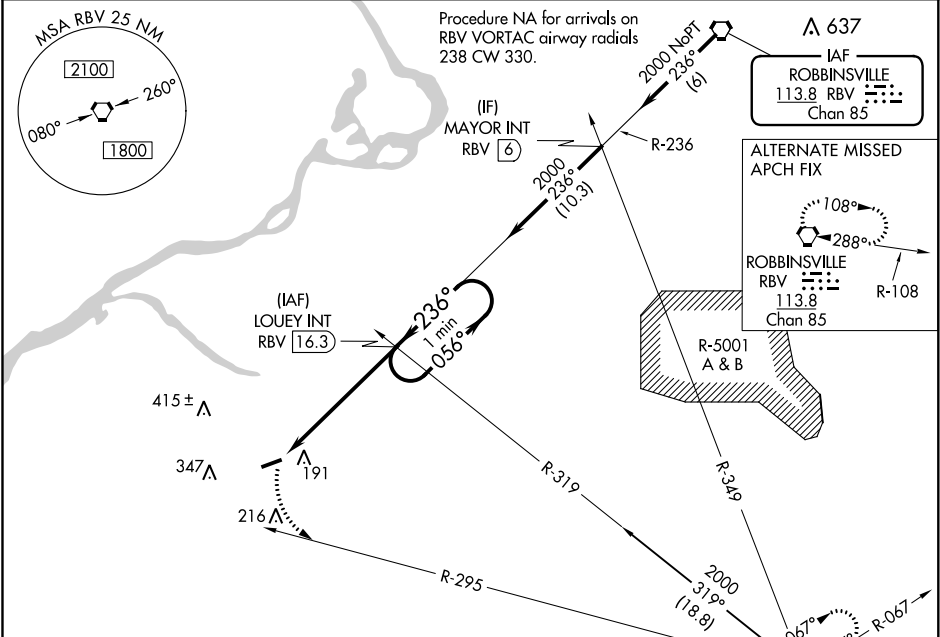 MSA RBV 25 NM
2100
260°
080°
1800
Procedure NA for arrivals on
RBV VORTAC airway radials
238 CW 330.
2000 NoPT
236°
(6)
637
IAF
ROBBINSVILLE
113.8 RBV
Chan 85
(IF)
MAYOR INT
RBV 6
R-236
2000
236°
(10.3)
ALTERNATE MISSED
APCH FIX
108°
288°
ROBBINSVILLE
RBV
113.8
Chan 85
R-108
(IAF)
LOUEY INT
RBV 16.3
236°
1 min
056°
R-5001
A & B
415±
347
191
216
R-319
R-349
R-295
2000
319°
(18.8)
067°
R-067